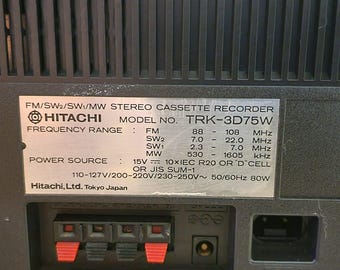 FM/SW₂/SW₁/MW STEREO CASSETTE RECORDER
HITACHI MODEL NO. TRK-3D75W
FREQUENCY RANGE : FM 88 - 108 MHz
SW₂ 7.0 - 22.0 MHz
SW₁ 2.3 - 7.0 MHz
MW 530 - 1605 kHz
POWER SOURCE : 15V ⎓ 10×IEC R20 OR "D" CELL
OR JIS SUM-1
110-127V/200-220V/230-250V~ 50/60Hz 80W
Hitachi, Ltd. Tokyo Japan